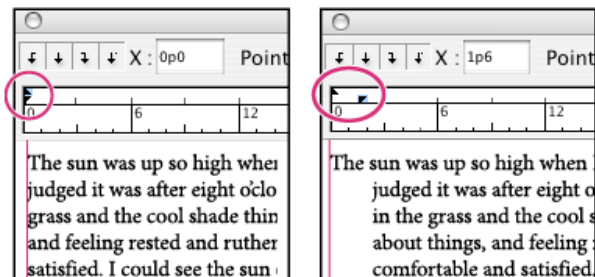 X : 0p0 Point
0 6 12
The sun was up so high when
judged it was after eight o'clo
grass and the cool shade thin
and feeling rested and ruther
satisfied. I could see the sun
X : 1p6 Point
0 6 12
The sun was up so high when I
judged it was after eight o
in the grass and the cool s
about things, and feeling
comfortable and satisfied.